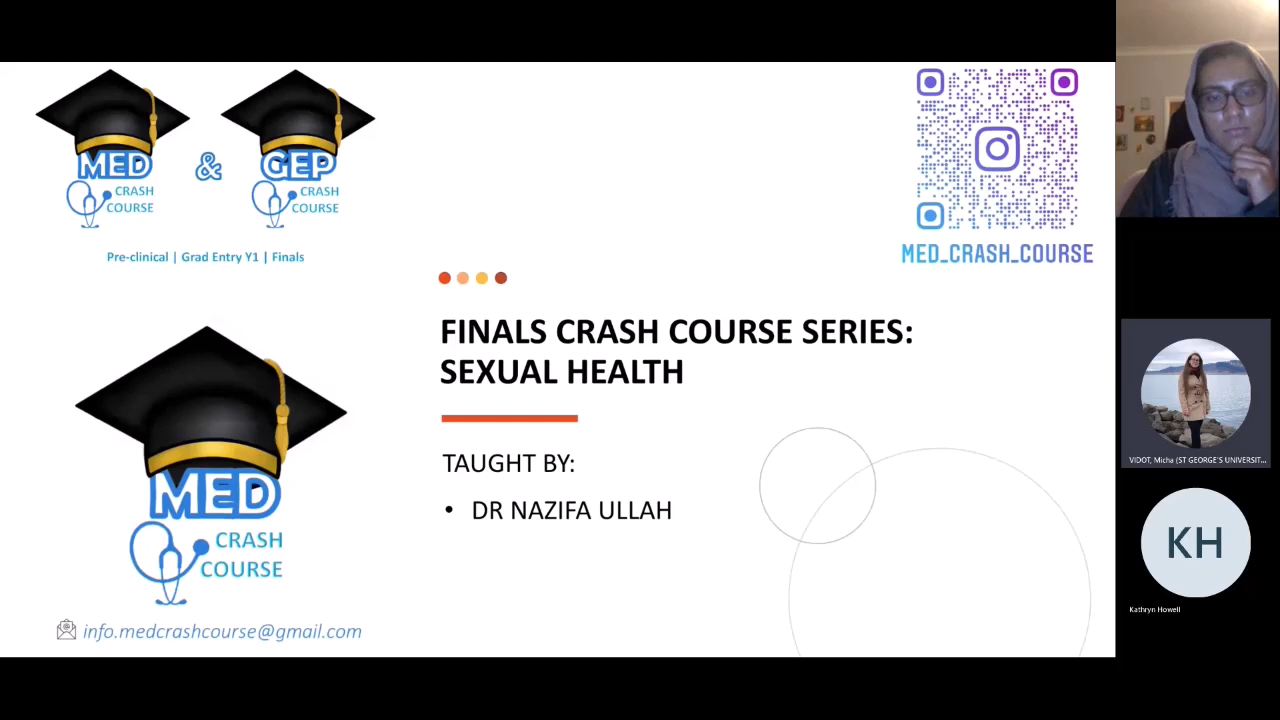 MED & GEP
CRASH CRASH
COURSE COURSE
Pre-clinical | Grad Entry Y1 | Finals
MED_CRASH_COURSE
FINALS CRASH COURSE SERIES:
SEXUAL HEALTH
TAUGHT BY:
• DR NAZIFA ULLAH
MED
CRASH
COURSE
info.medcrashcourse@gmail.com
VIDOT, Micha (ST GEORGE'S UNIVERSIT...
KH
Kathryn Howell